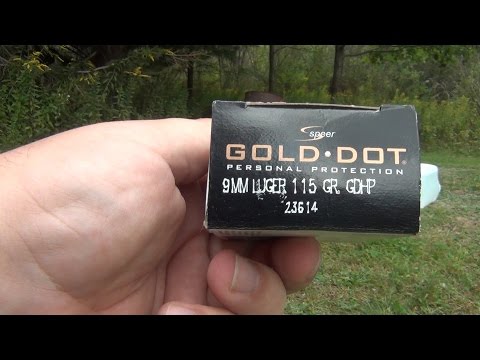 speer
GOLD·DOT®
PERSONAL PROTECTION
9MM LUGER 115 GR. GDHP
23614